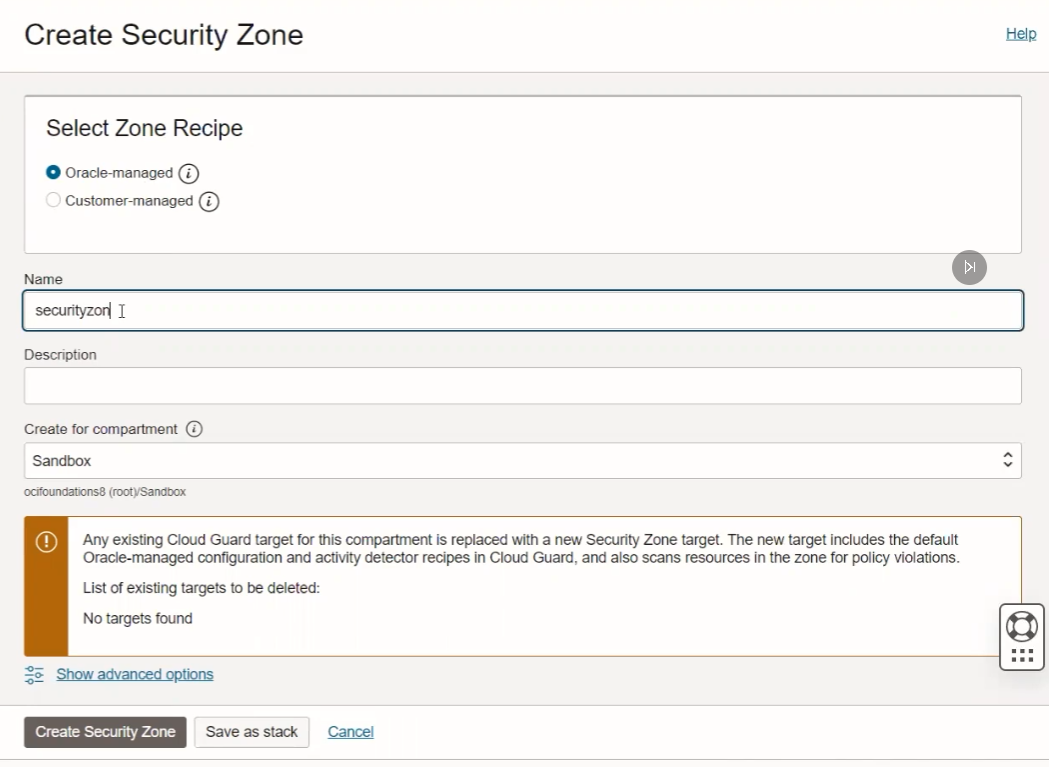 Create Security Zone
Help
Select Zone Recipe
Oracle-managed
Customer-managed
Name
securityzon
Description
Create for compartment
Sandbox
ocifoundations8 (root)/Sandbox
Any existing Cloud Guard target for this compartment is replaced with a new Security Zone target. The new target includes the default
Oracle-managed configuration and activity detector recipes in Cloud Guard, and also scans resources in the zone for policy violations.
List of existing targets to be deleted:
No targets found
Show advanced options
Create Security Zone
Save as stack
Cancel